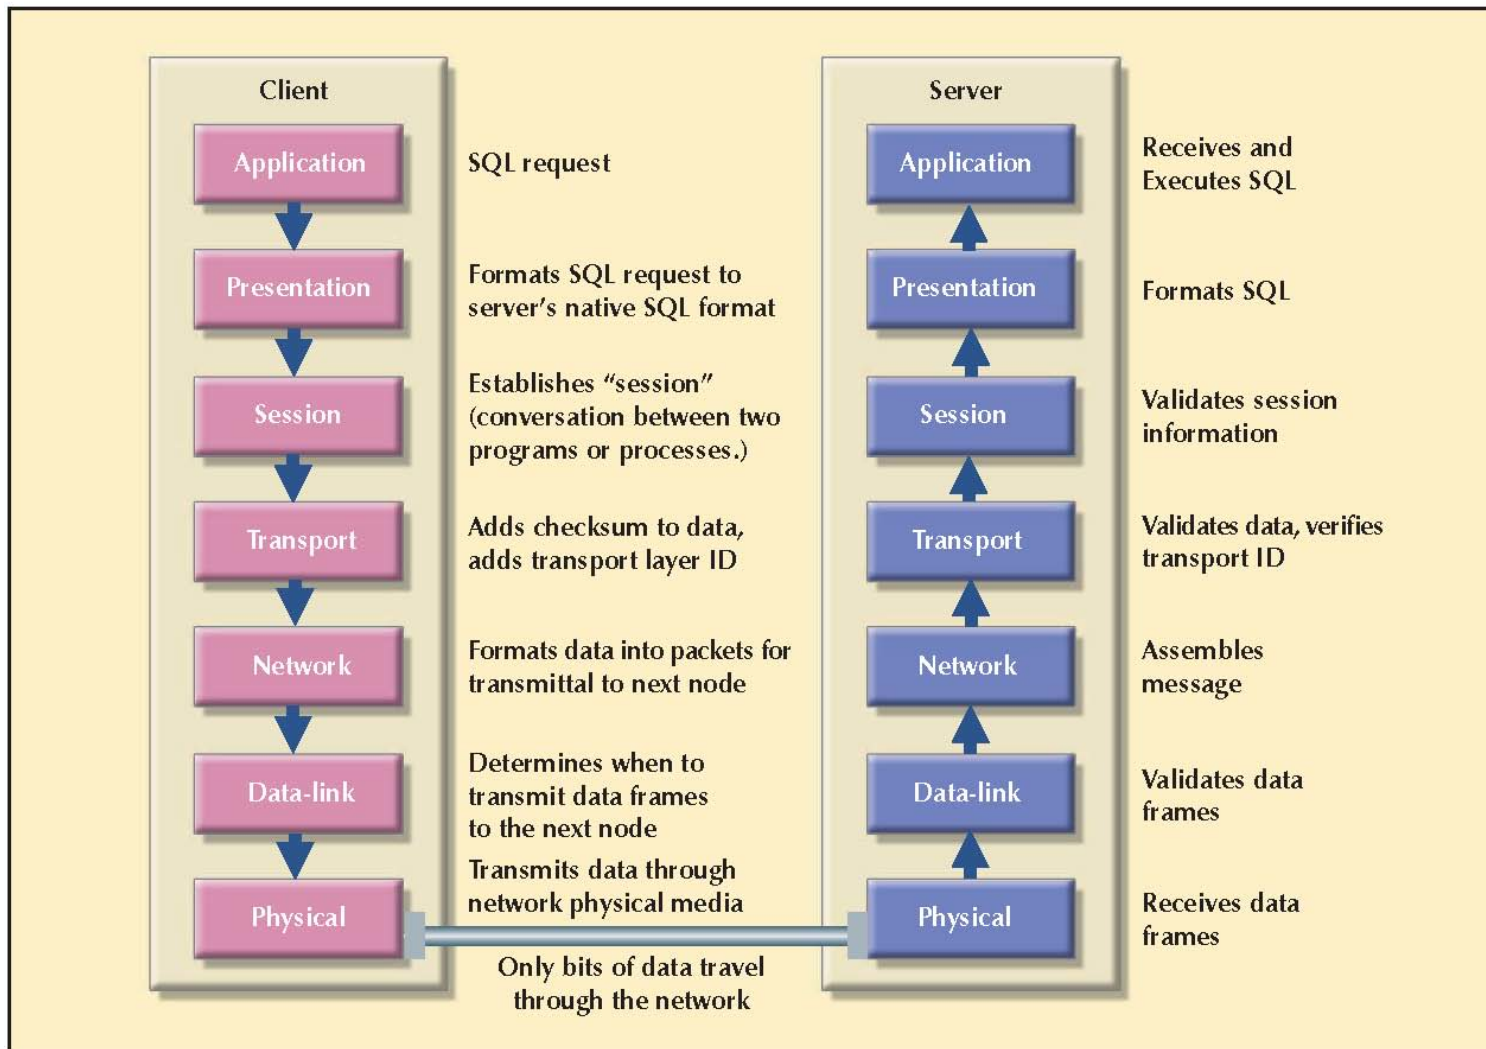 Client
Application
SQL request
Presentation
Formats SQL request to
server's native SQL format
Session
Establishes “session”
(conversation between two
programs or processes.)
Transport
Adds checksum to data,
adds transport layer ID
Network
Formats data into packets for
transmittal to next node
Data-link
Determines when to
transmit data frames
to the next node
Physical
Transmits data through
network physical media
Only bits of data travel
through the network
Server
Application
Receives and
Executes SQL
Presentation
Formats SQL
Session
Validates session
information
Transport
Validates data, verifies
transport ID
Network
Assembles
message
Data-link
Validates data
frames
Physical
Receives data
frames